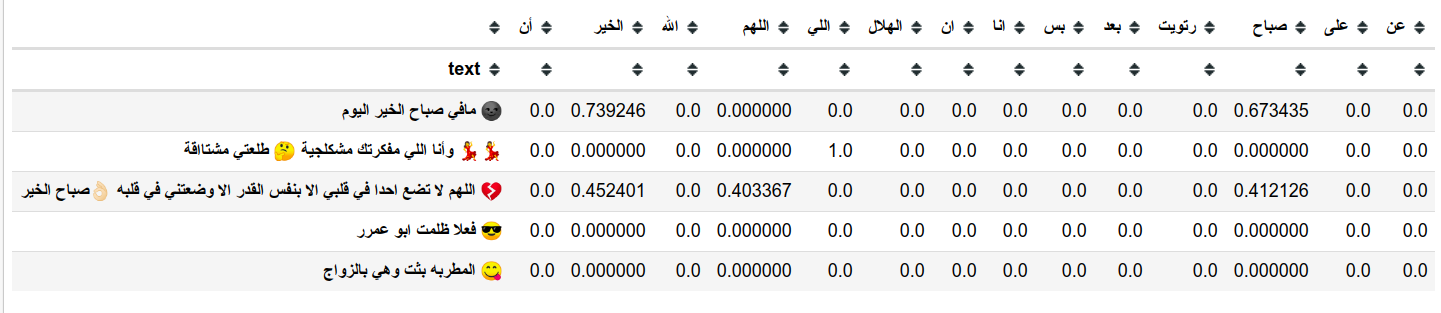 أن الخير الله اللهم اللي الهلال ان انا بس بعد رتويت صباح على عن
text
🌚 مافي صباح الخير اليوم 0.0 0.739246 0.0 0.000000 0.0 0.0 0.0 0.0 0.0 0.0 0.0 0.673435 0.0 0.0
💃💃 وأنا اللي مفكرتك مشكلجية 🤔 طلعتي مشتااقة 0.0 0.000000 0.0 0.000000 1.0 0.0 0.0 0.0 0.0 0.0 0.0 0.000000 0.0 0.0
💔 اللهم لا تضع احدا في قلبي الا بنفس القدر الا وضعتني في قلبه 👌🏻صباح الخير 0.0 0.452401 0.0 0.403367 0.0 0.0 0.0 0.0 0.0 0.0 0.0 0.412126 0.0 0.0
😎 فعلا ظلمت ابو عمرر 0.0 0.000000 0.0 0.000000 0.0 0.0 0.0 0.0 0.0 0.0 0.0 0.000000 0.0 0.0
😋 المطربه بثت وهي بالزواج 0.0 0.000000 0.0 0.000000 0.0 0.0 0.0 0.0 0.0 0.0 0.0 0.000000 0.0 0.0